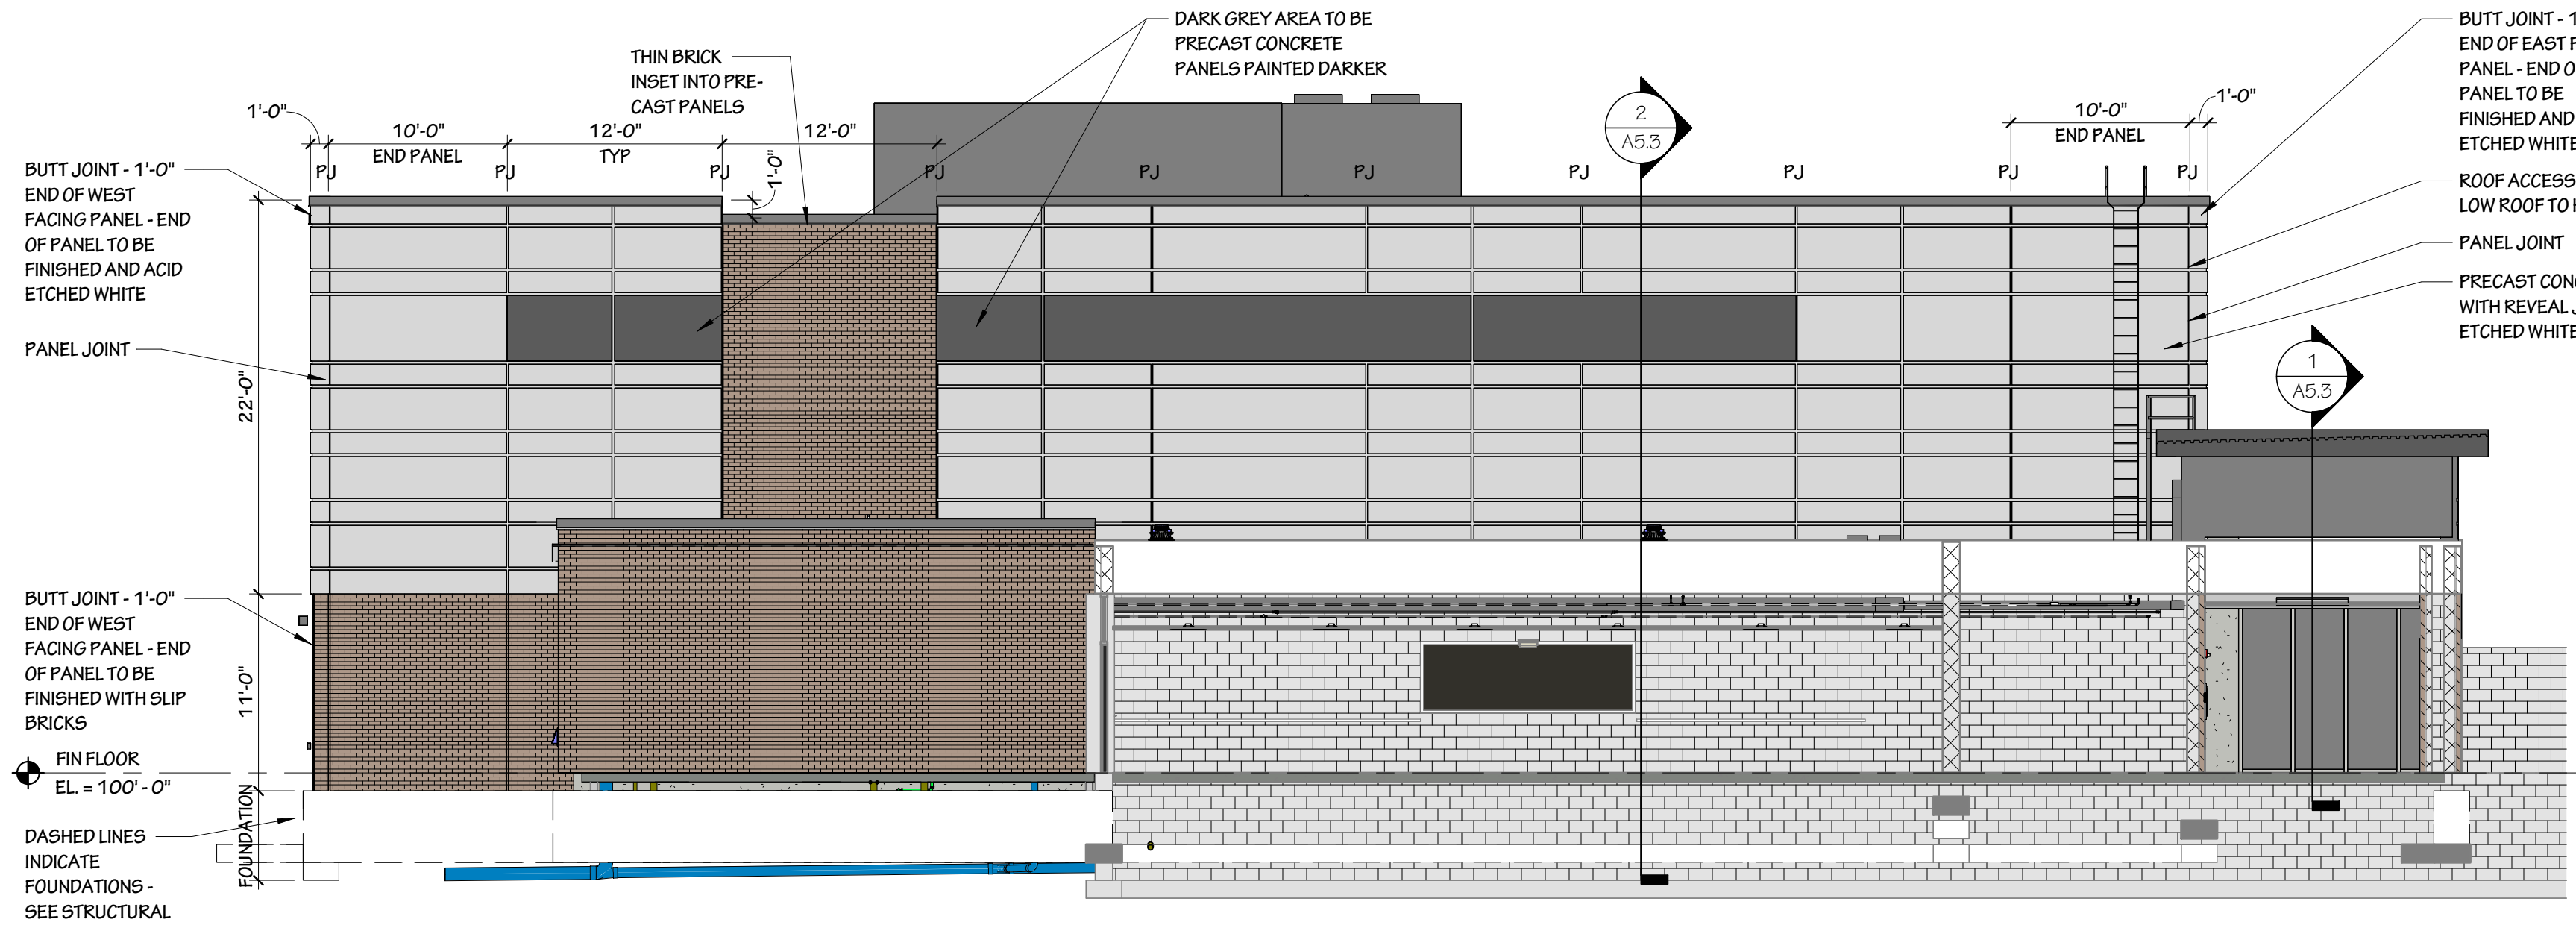 DARK GREY AREA TO BE
PRECAST CONCRETE
PANELS PAINTED DARKER
THIN BRICK
INSET INTO PRE-
CAST PANELS
BUTT JOINT - 1
END OF EAST F
PANEL - END O
PANEL TO BE
FINISHED AND
ETCHED WHITE
1'-0"
10'-0"
END PANEL
12'-0"
TYP
12'-0"
1'-0"
2
A5.3
10'-0"
END PANEL
1'-0"
PJ
PJ
PJ
PJ
PJ
PJ
PJ
PJ
PJ
PJ
BUTT JOINT - 1'-0"
END OF WEST
FACING PANEL - END
OF PANEL TO BE
FINISHED AND ACID
ETCHED WHITE
ROOF ACCESS
LOW ROOF TO
PANEL JOINT
PRECAST CON
WITH REVEAL
ETCHED WHITE
PANEL JOINT
22'-0"
1
A5.3
BUTT JOINT - 1'-0"
END OF WEST
FACING PANEL - END
OF PANEL TO BE
FINISHED WITH SLIP
BRICKS
11'-0"
FIN FLOOR
EL. = 100' - 0"
FOUNDATION
DASHED LINES
INDICATE
FOUNDATIONS -
SEE STRUCTURAL